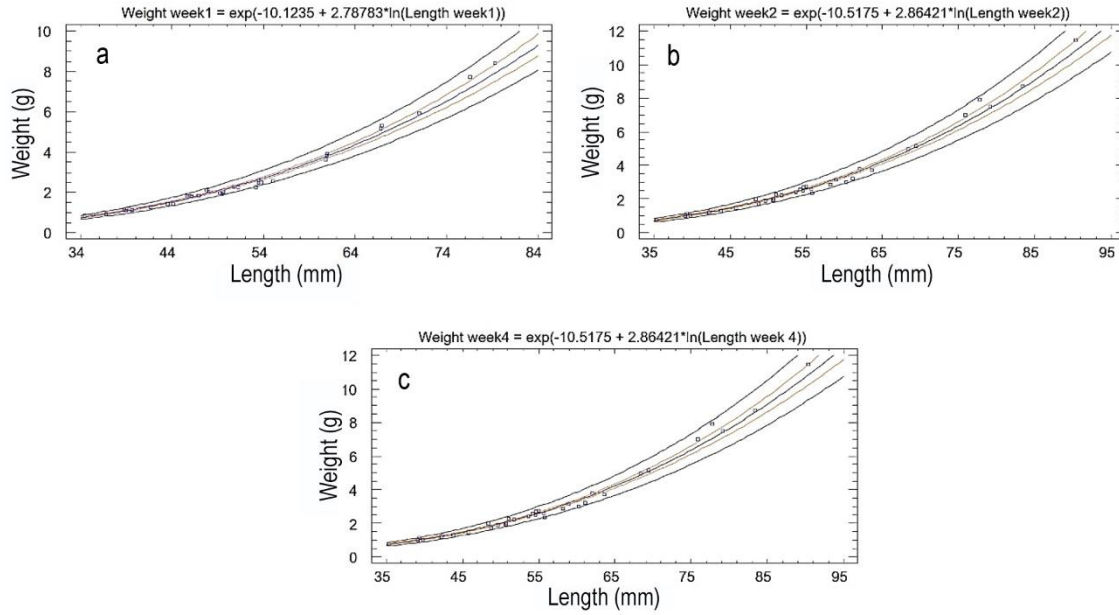 Weight week1 = exp(-10.1235 + 2.78783*ln(Length week1))
a
Weight (g)
10
8
6
4
2
0
34 44 54 64 74 84
Length (mm)
Weight week2 = exp(-10.5175 + 2.86421*ln(Length week2))
b
Weight (g)
12
10
8
6
4
2
0
35 45 55 65 75 85 95
Length (mm)
Weight week4 = exp(-10.5175 + 2.86421*ln(Length week 4))
c
Weight (g)
12
10
8
6
4
2
0
35 45 55 65 75 85 95
Length (mm)